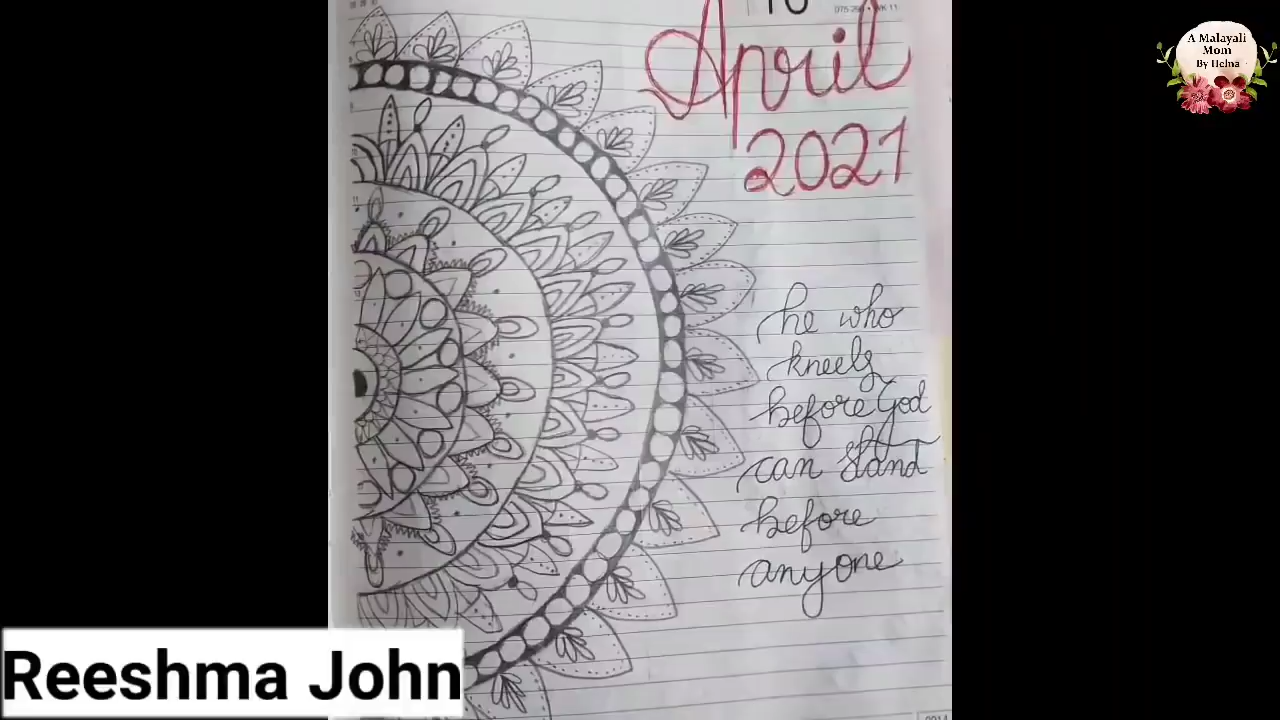 A Malayali
Mom
By Helna
April
2021
he who
kneels
before God
can stand
before
anyone
Reeshma John